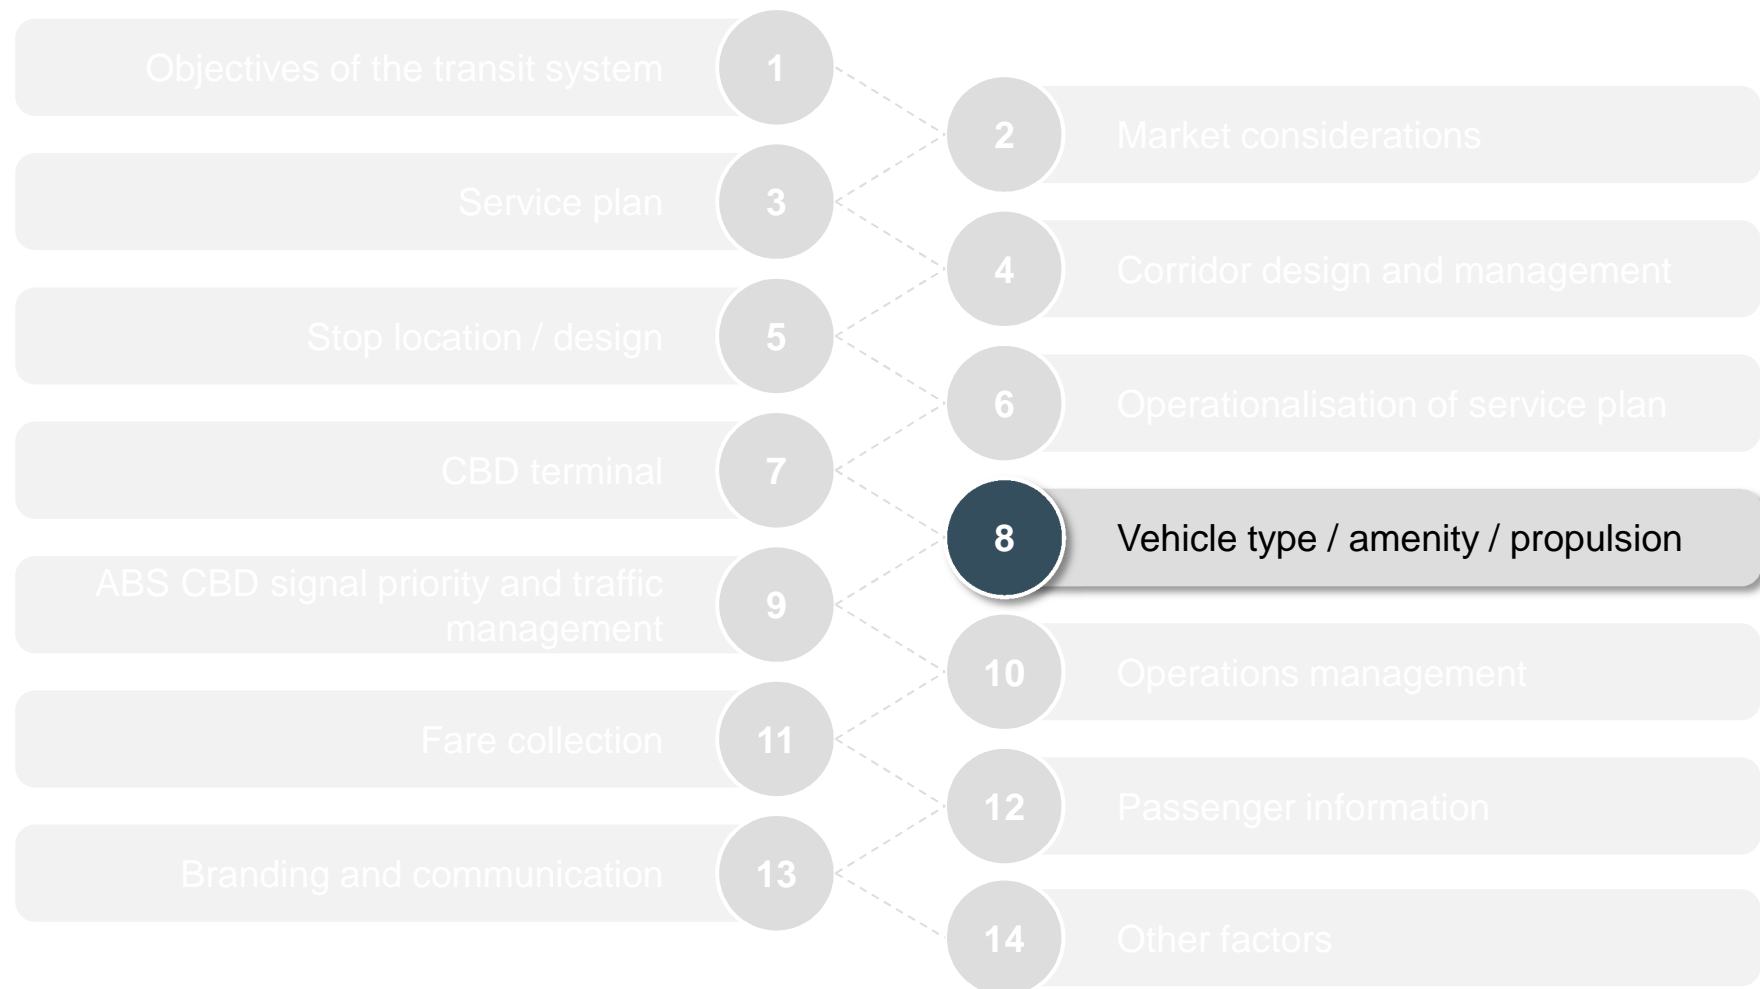 Objectives of the transit system
1
2
Market considerations
Service plan
3
4
Corridor design and management
Stop location / design
5
6
Operationalisation of service plan
CBD terminal
7
8
Vehicle type / amenity / propulsion
ABS CBD signal priority and traffic
management
9
10
Operations management
Fare collection
11
12
Passenger information
Branding and communication
13
14
Other factors